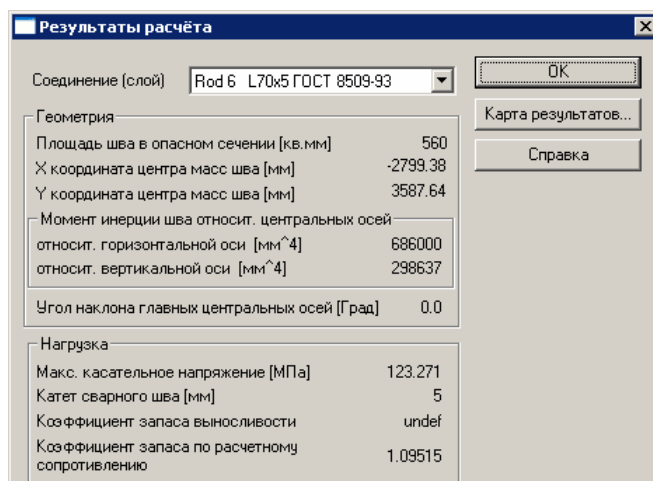 Результаты расчёта
Соединение (слой) Rod 6 L70x5 ГОСТ 8509-93
OK
Геометрия
Карта результатов...
Площадь шва в опасном сечении [кв.мм] 560
Справка
X координата центра масс шва [мм] -2799.38
Y координата центра масс шва [мм] 3587.64
Момент инерции шва относит. центральных осей
относит. горизонтальной оси [мм^4] 686000
относит. вертикальной оси [мм^4] 298637
Угол наклона главных центральных осей [Град] 0.0
Нагрузка
Макс. касательное напряжение [МПа] 123.271
Катет сварного шва [мм] 5
Коэффициент запаса выносливости undef
Коэффициент запаса по расчетному
сопротивлению 1.09515